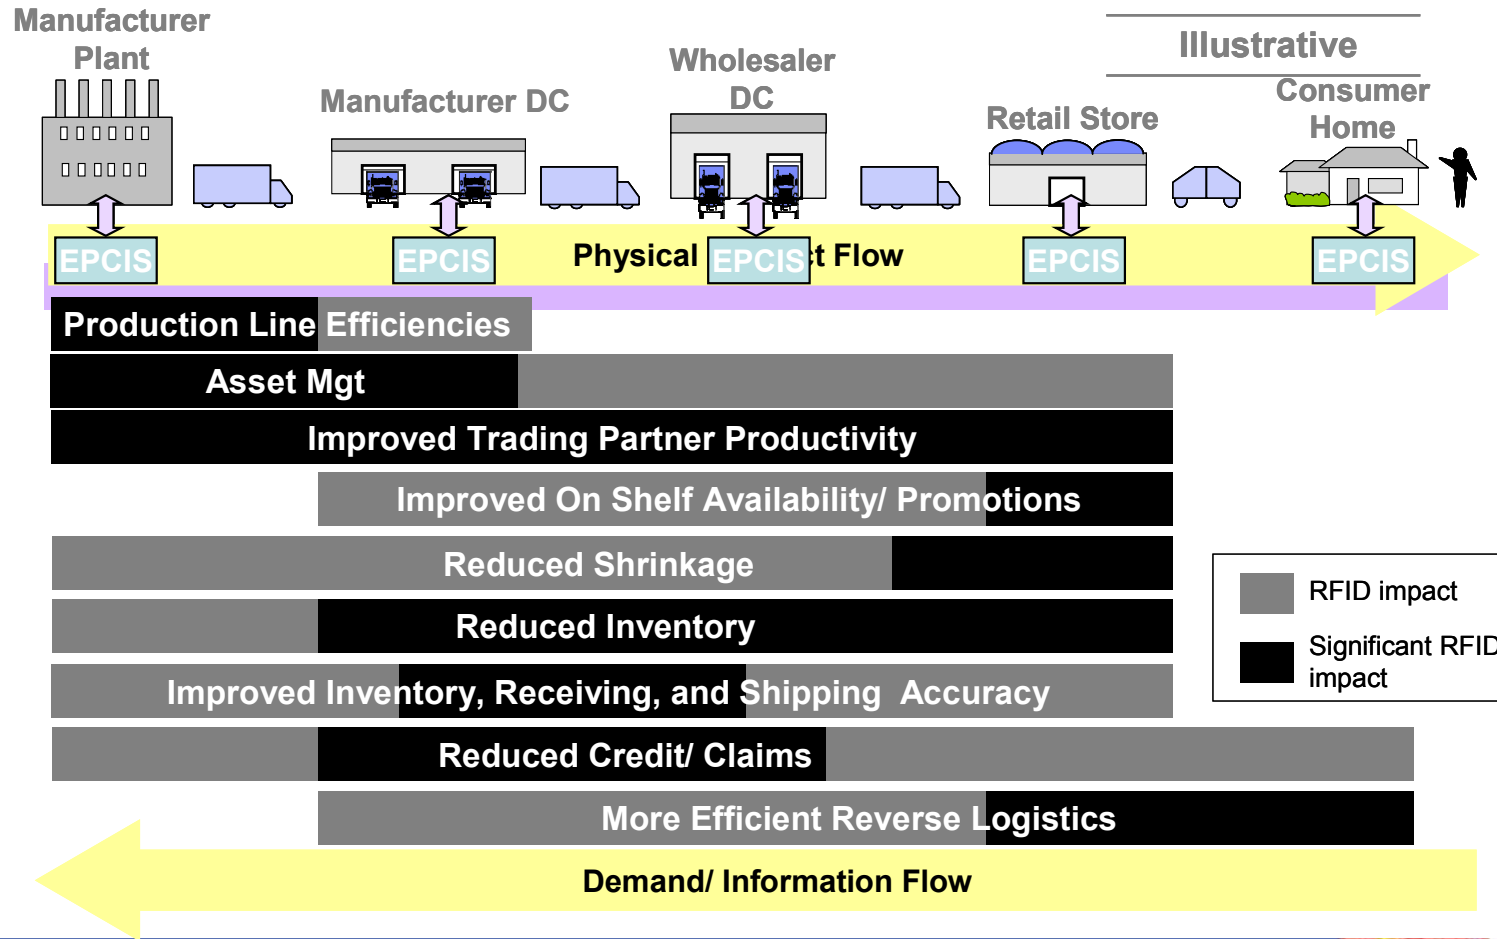 Manufacturer
Plant
Manufacturer DC
Wholesaler
DC
Retail Store
Illustrative
Consumer
Home
EPCIS
EPCIS
Physical
EPCIS
t Flow
EPCIS
EPCIS
Production Line Efficiencies
Asset Mgt
Improved Trading Partner Productivity
Improved On Shelf Availability/ Promotions
Reduced Shrinkage
RFID impact
Reduced Inventory
Significant RFID
impact
Improved Inventory, Receiving, and Shipping Accuracy
Reduced Credit/ Claims
More Efficient Reverse Logistics
Demand/ Information Flow